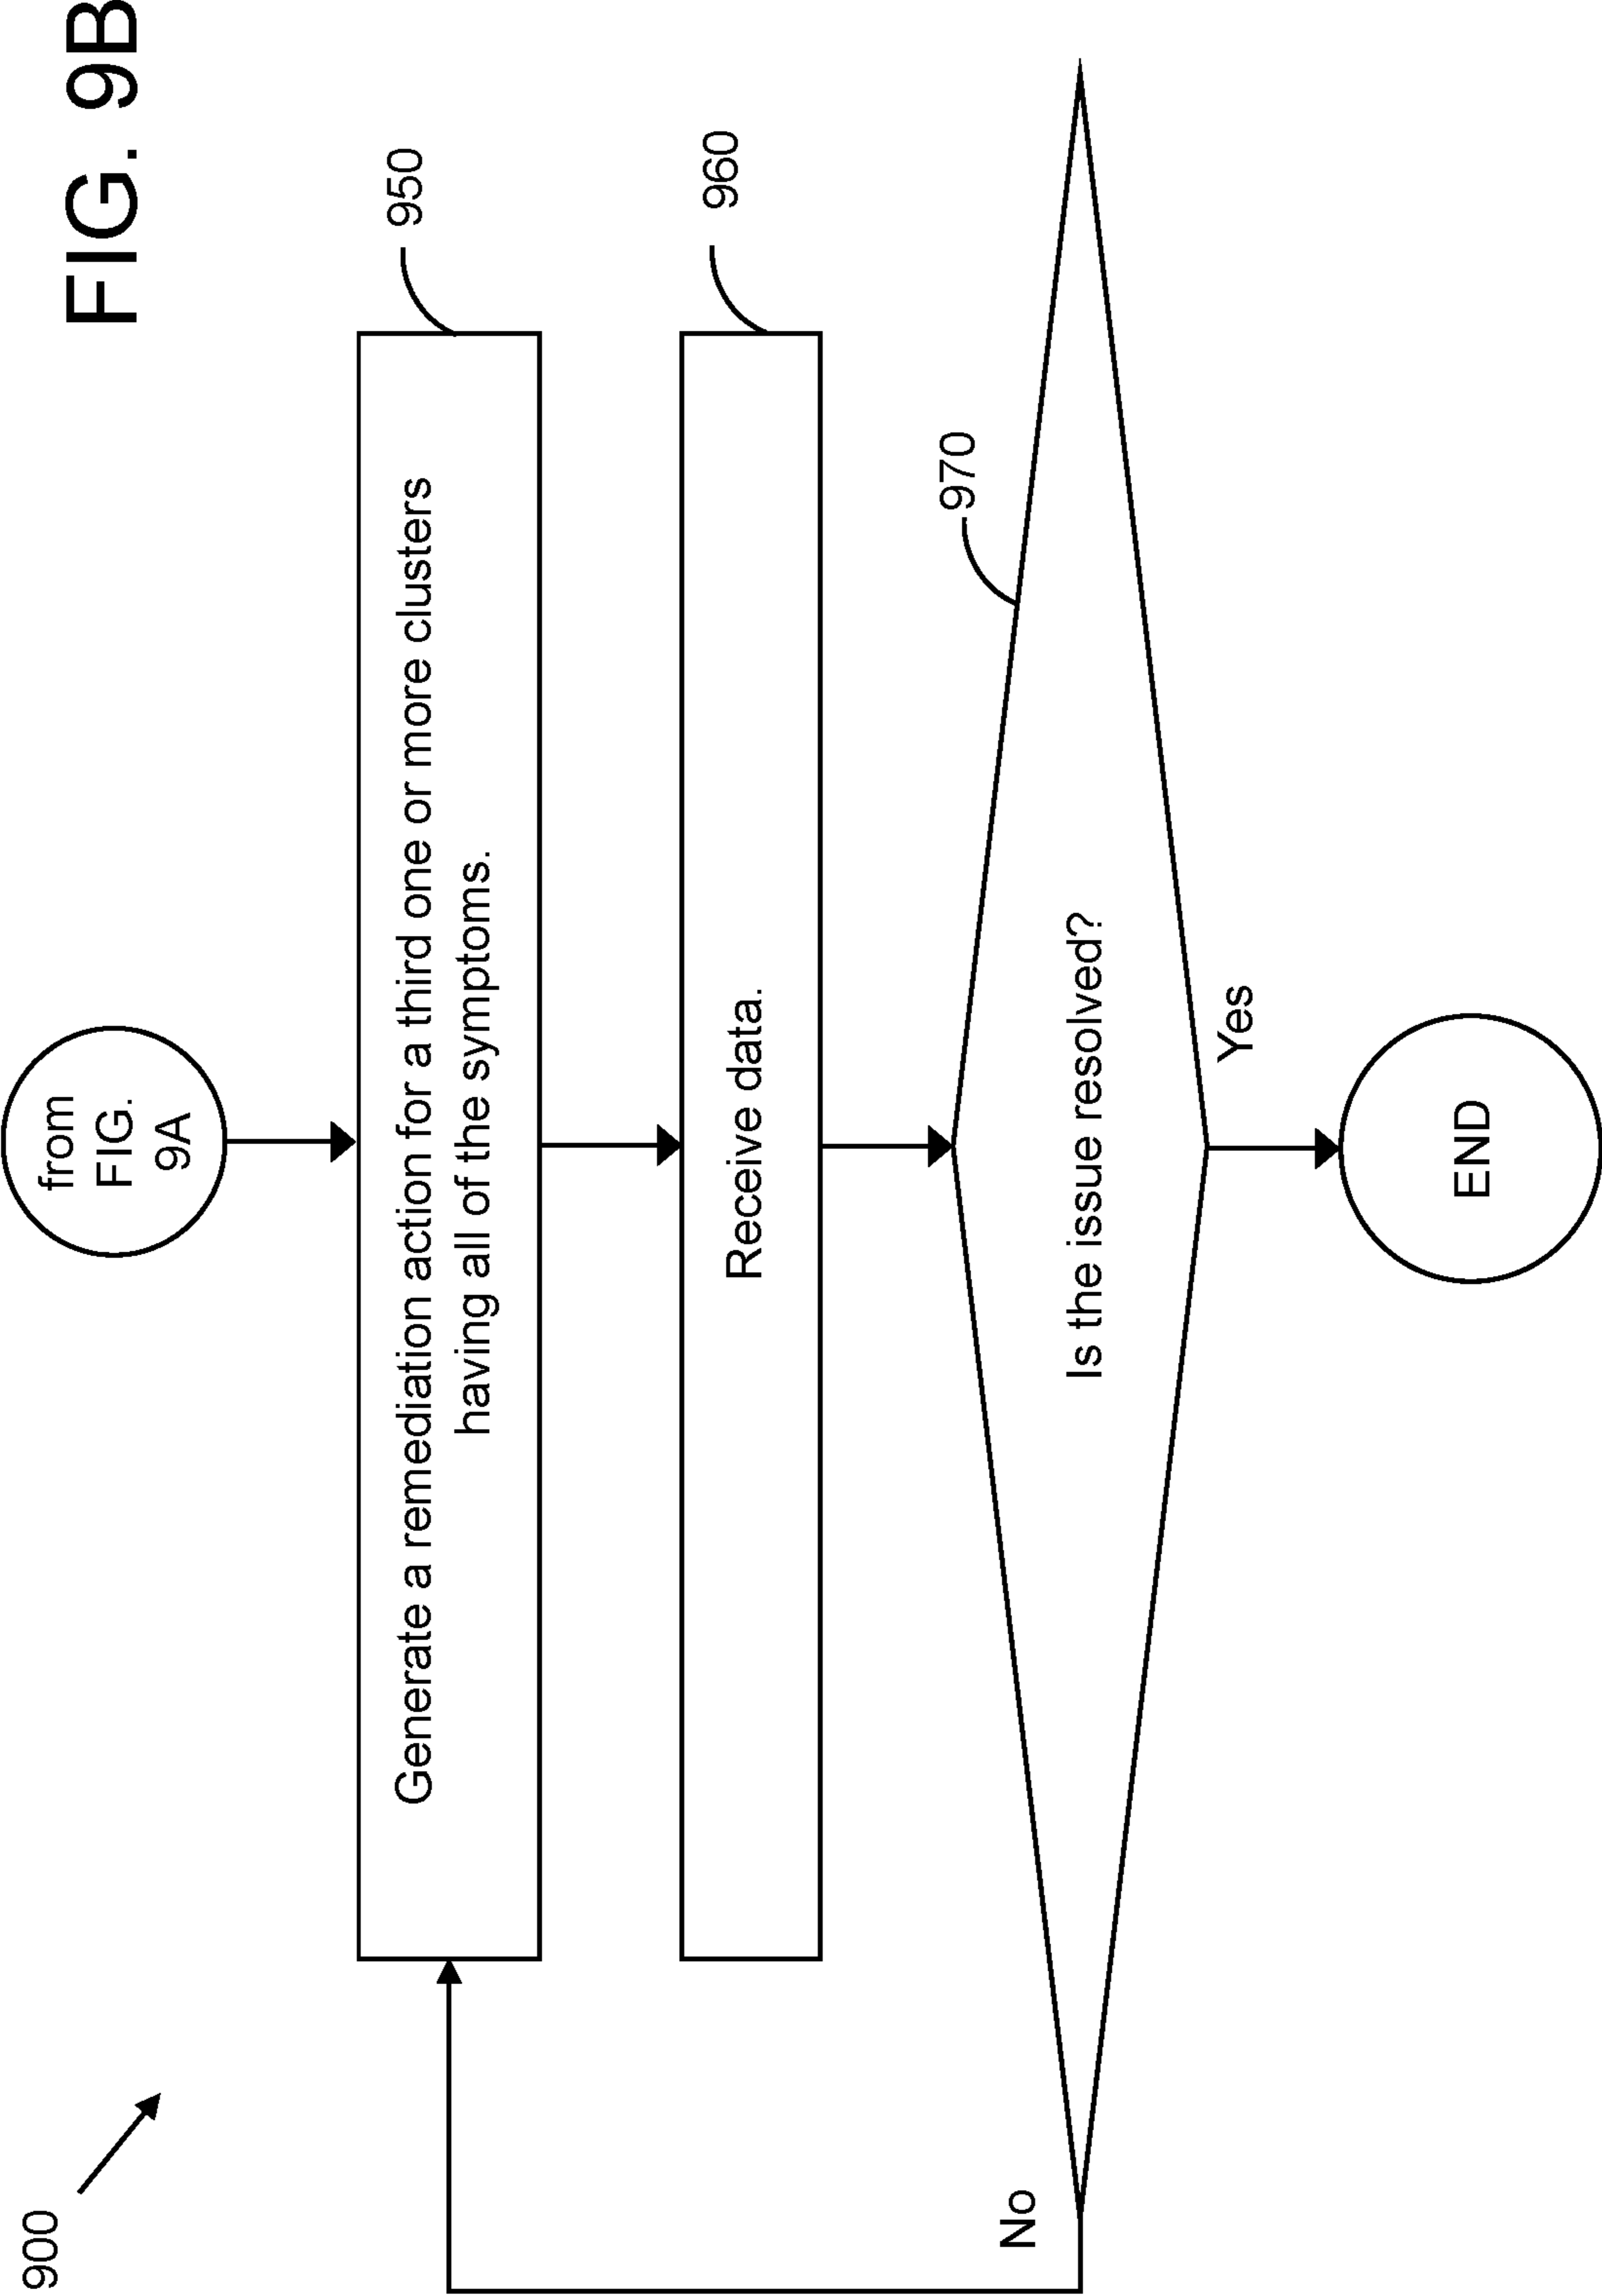 FIG. 9B
900
from
FIG.
9A
950
Generate a remediation action for a third one or more clusters
having all of the symptoms.
960
Receive data.
970
Is the issue resolved?
No
Yes
END